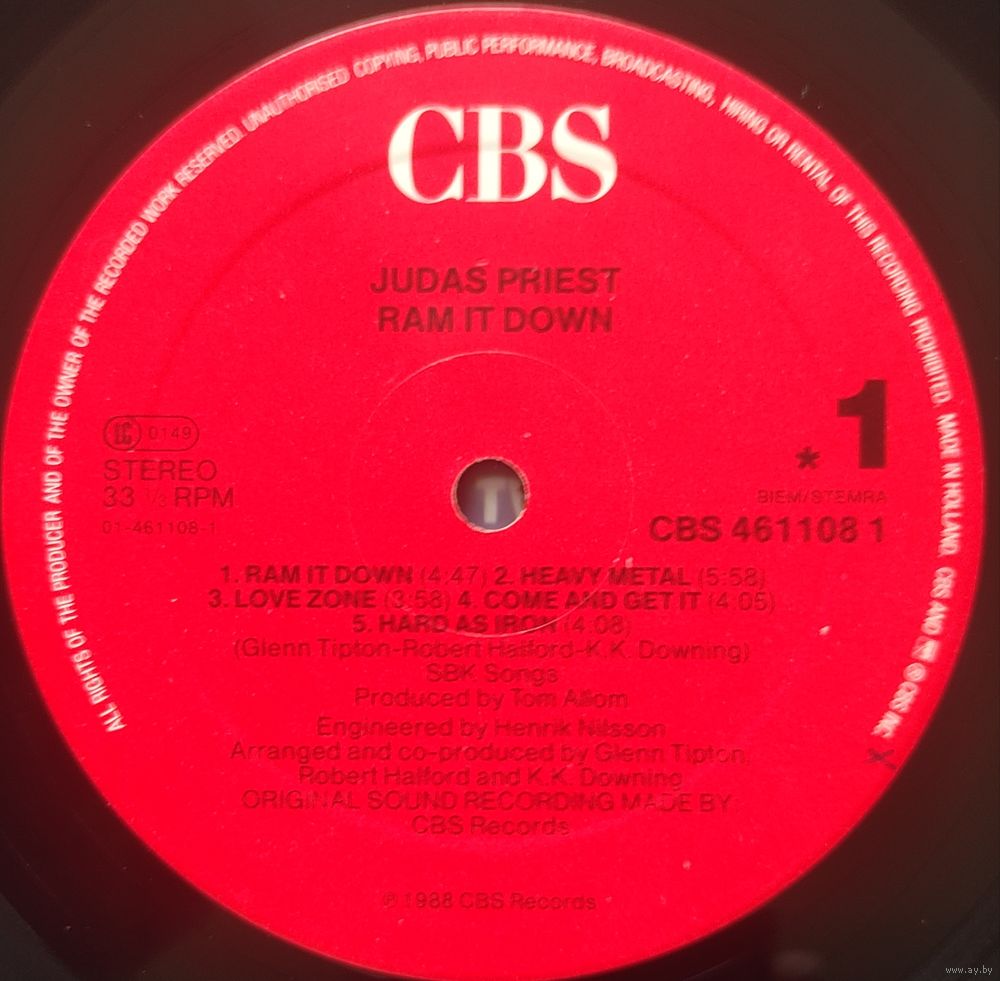 ALL RIGHTS OF THE PRODUCER AND OF THE OWNER OF THE RECORDED WORK RESERVED. UNAUTHORISED COPYING, PUBLIC PERFORMANCE, BROADCASTING, HIRING OR RENTAL OF THIS RECORDING PROHIBITED. MADE IN HOLLAND. CBS AND ℗ CBS INC
CBS
JUDAS PRIEST
RAM IT DOWN
1
*
LC 0149
STEREO
33 ⅓ RPM
01-461108-1
BIEM/STEMRA
CBS 461108 1
1. RAM IT DOWN (4:47) 2. HEAVY METAL (5:58)
3. LOVE ZONE (3:58) 4. COME AND GET IT (4:05)
5. HARD AS IRON (4:08)
(Glenn Tipton-Robert Halford-K.K. Downing)
SBK Songs
Produced by Tom Allom
Engineered by Henrik Nilsson
Arranged and co-produced by Glenn Tipton,
Robert Halford and K.K. Downing
ORIGINAL SOUND RECORDING MADE BY
CBS Records
℗ 1988 CBS Records
www.ay.by